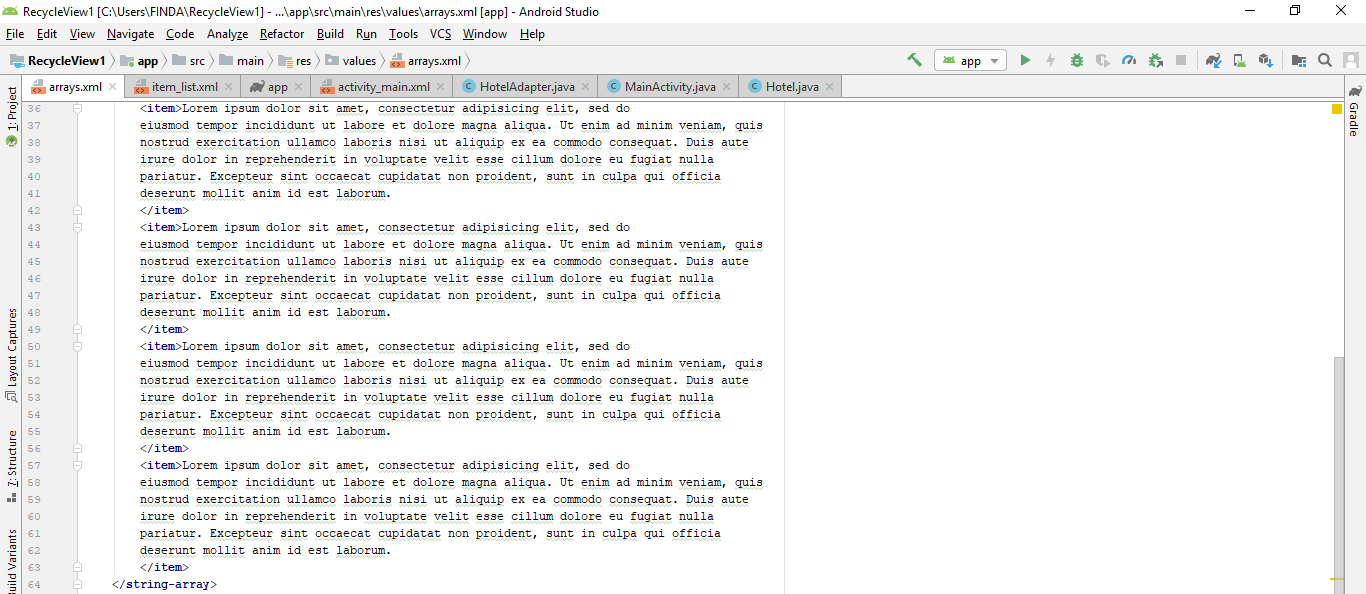 RecycleView1 [C:\Users\FINDA\RecycleView1] - ...\app\src\main\res\values\arrays.xml [app] - Android Studio
File Edit View Navigate Code Analyze Refactor Build Run Tools VCS Window Help
RecycleView1 app src main res values arrays.xml app
arrays.xml item_list.xml app activity_main.xml HotelAdapter.java MainActivity.java Hotel.java
1: Project
Layout Captures
7: Structure
Build Variants
Gradle
36 <item>Lorem ipsum dolor sit amet, consectetur adipisicing elit, sed do
37 eiusmod tempor incididunt ut labore et dolore magna aliqua. Ut enim ad minim veniam, quis
38 nostrud exercitation ullamco laboris nisi ut aliquip ex ea commodo consequat. Duis aute
39 irure dolor in reprehenderit in voluptate velit esse cillum dolore eu fugiat nulla
40 pariatur. Excepteur sint occaecat cupidatat non proident, sunt in culpa qui officia
41 deserunt mollit anim id est laborum.
42 </item>
43 <item>Lorem ipsum dolor sit amet, consectetur adipisicing elit, sed do
44 eiusmod tempor incididunt ut labore et dolore magna aliqua. Ut enim ad minim veniam, quis
45 nostrud exercitation ullamco laboris nisi ut aliquip ex ea commodo consequat. Duis aute
46 irure dolor in reprehenderit in voluptate velit esse cillum dolore eu fugiat nulla
47 pariatur. Excepteur sint occaecat cupidatat non proident, sunt in culpa qui officia
48 deserunt mollit anim id est laborum.
49 </item>
50 <item>Lorem ipsum dolor sit amet, consectetur adipisicing elit, sed do
51 eiusmod tempor incididunt ut labore et dolore magna aliqua. Ut enim ad minim veniam, quis
52 nostrud exercitation ullamco laboris nisi ut aliquip ex ea commodo consequat. Duis aute
53 irure dolor in reprehenderit in voluptate velit esse cillum dolore eu fugiat nulla
54 pariatur. Excepteur sint occaecat cupidatat non proident, sunt in culpa qui officia
55 deserunt mollit anim id est laborum.
56 </item>
57 <item>Lorem ipsum dolor sit amet, consectetur adipisicing elit, sed do
58 eiusmod tempor incididunt ut labore et dolore magna aliqua. Ut enim ad minim veniam, quis
59 nostrud exercitation ullamco laboris nisi ut aliquip ex ea commodo consequat. Duis aute
60 irure dolor in reprehenderit in voluptate velit esse cillum dolore eu fugiat nulla
61 pariatur. Excepteur sint occaecat cupidatat non proident, sunt in culpa qui officia
62 deserunt mollit anim id est laborum.
63 </item>
64 </string-array>